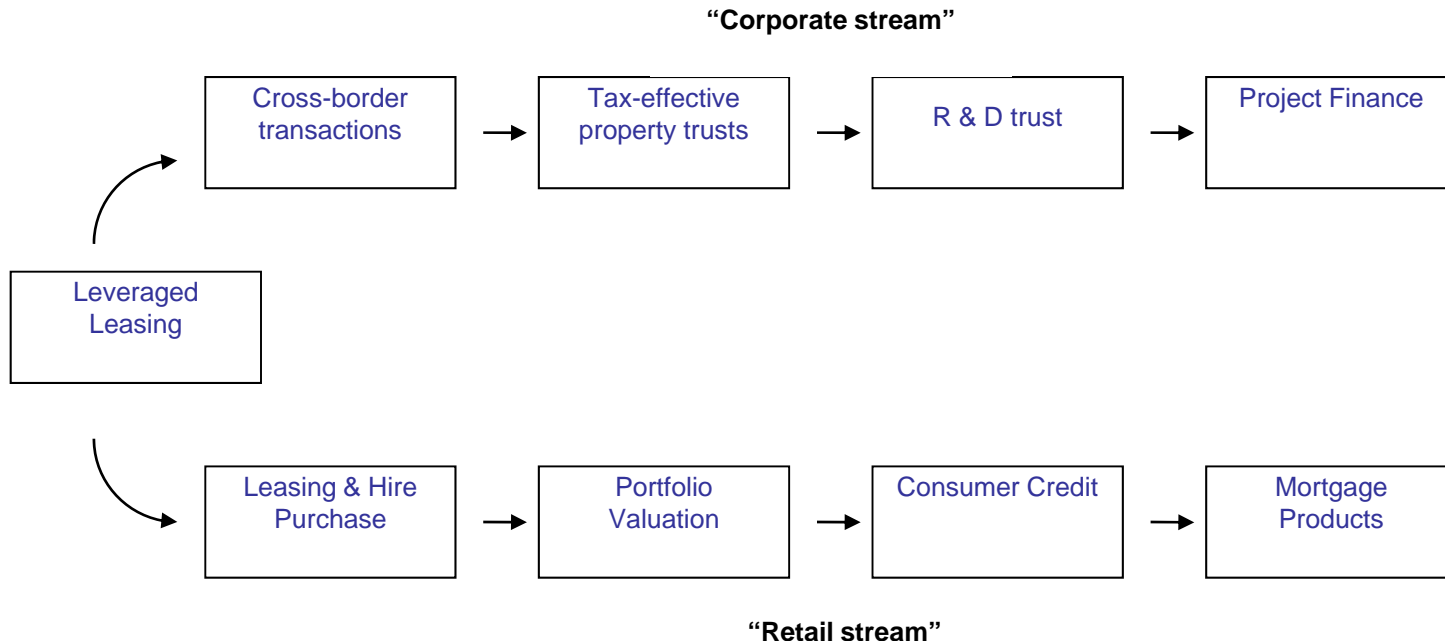 “Corporate stream”
Cross-border
transactions
Tax-effective
property trusts
R & D trust
Project Finance
Leveraged
Leasing
Leasing & Hire
Purchase
Portfolio
Valuation
Consumer Credit
Mortgage
Products
“Retail stream”